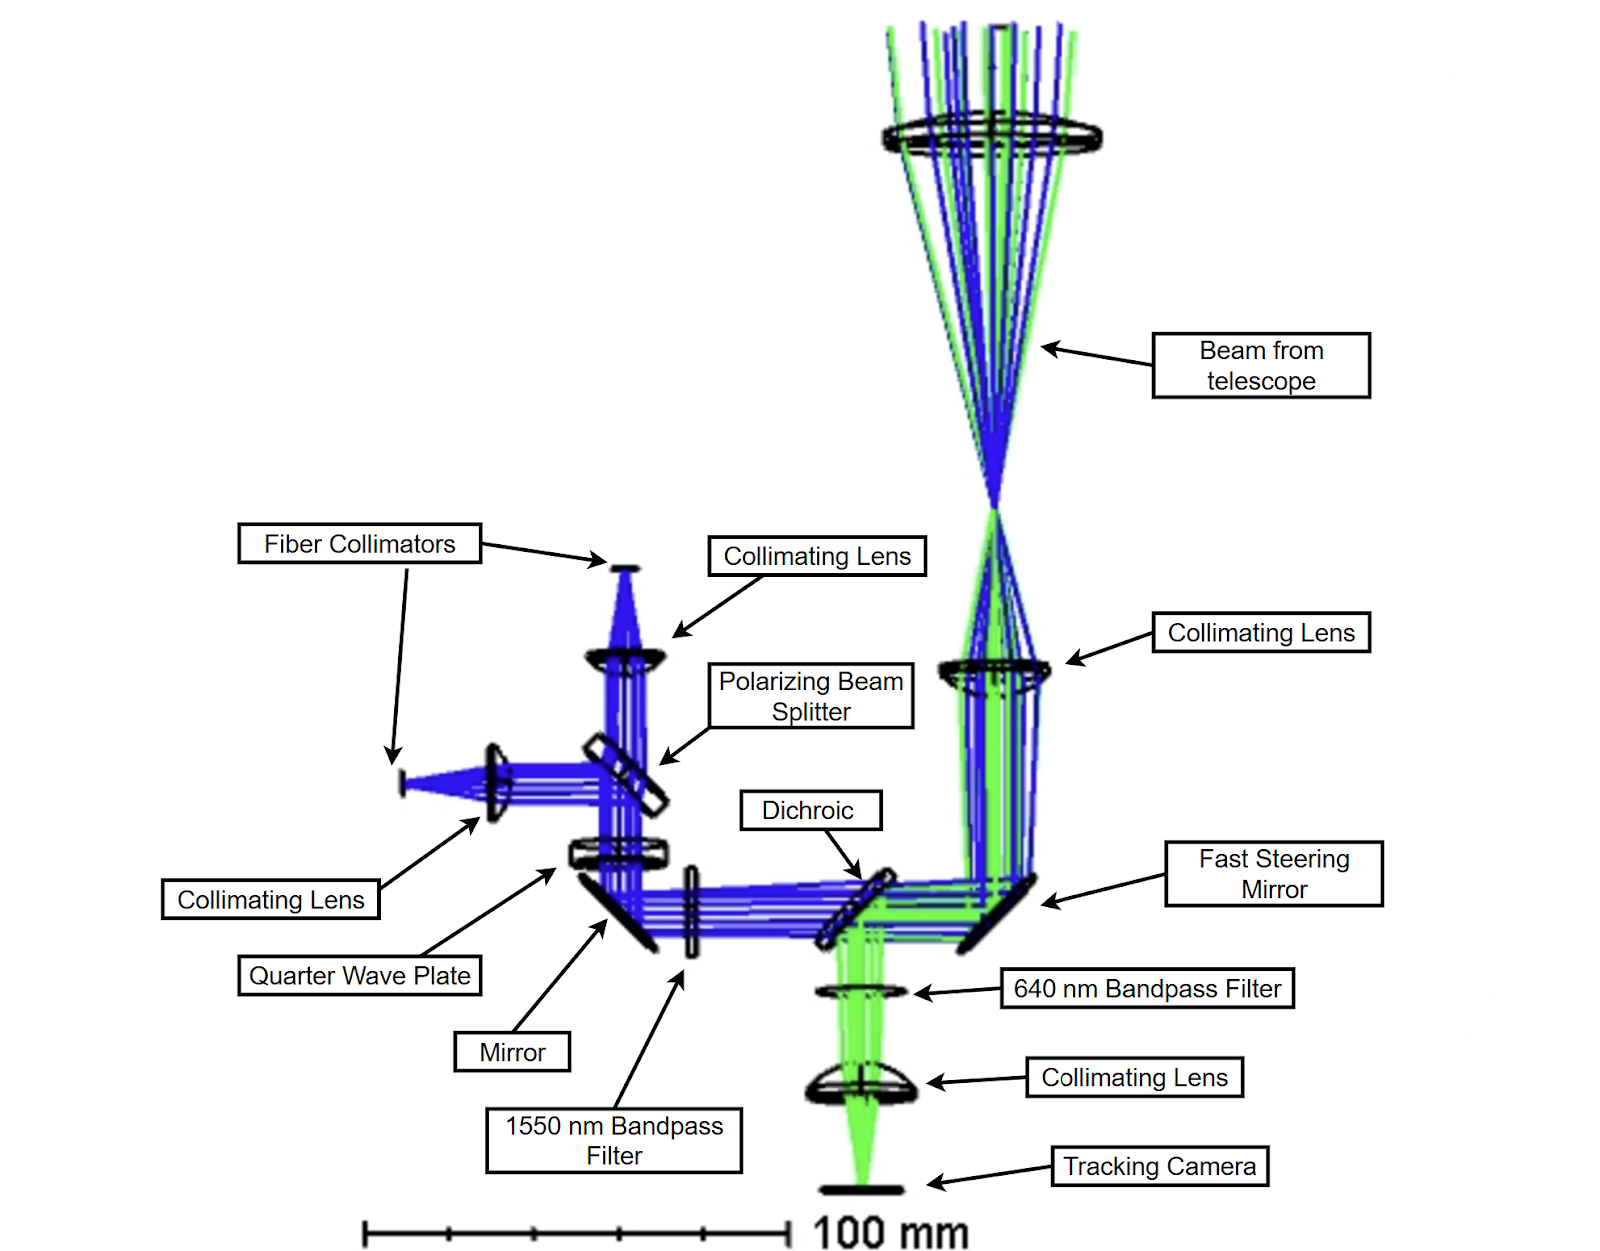 Beam from
telescope
Fiber Collimators
Collimating Lens
Collimating Lens
Polarizing Beam
Splitter
Dichroic
Fast Steering
Mirror
Collimating Lens
Quarter Wave Plate
640 nm Bandpass Filter
Mirror
Collimating Lens
1550 nm Bandpass
Filter
Tracking Camera
100 mm